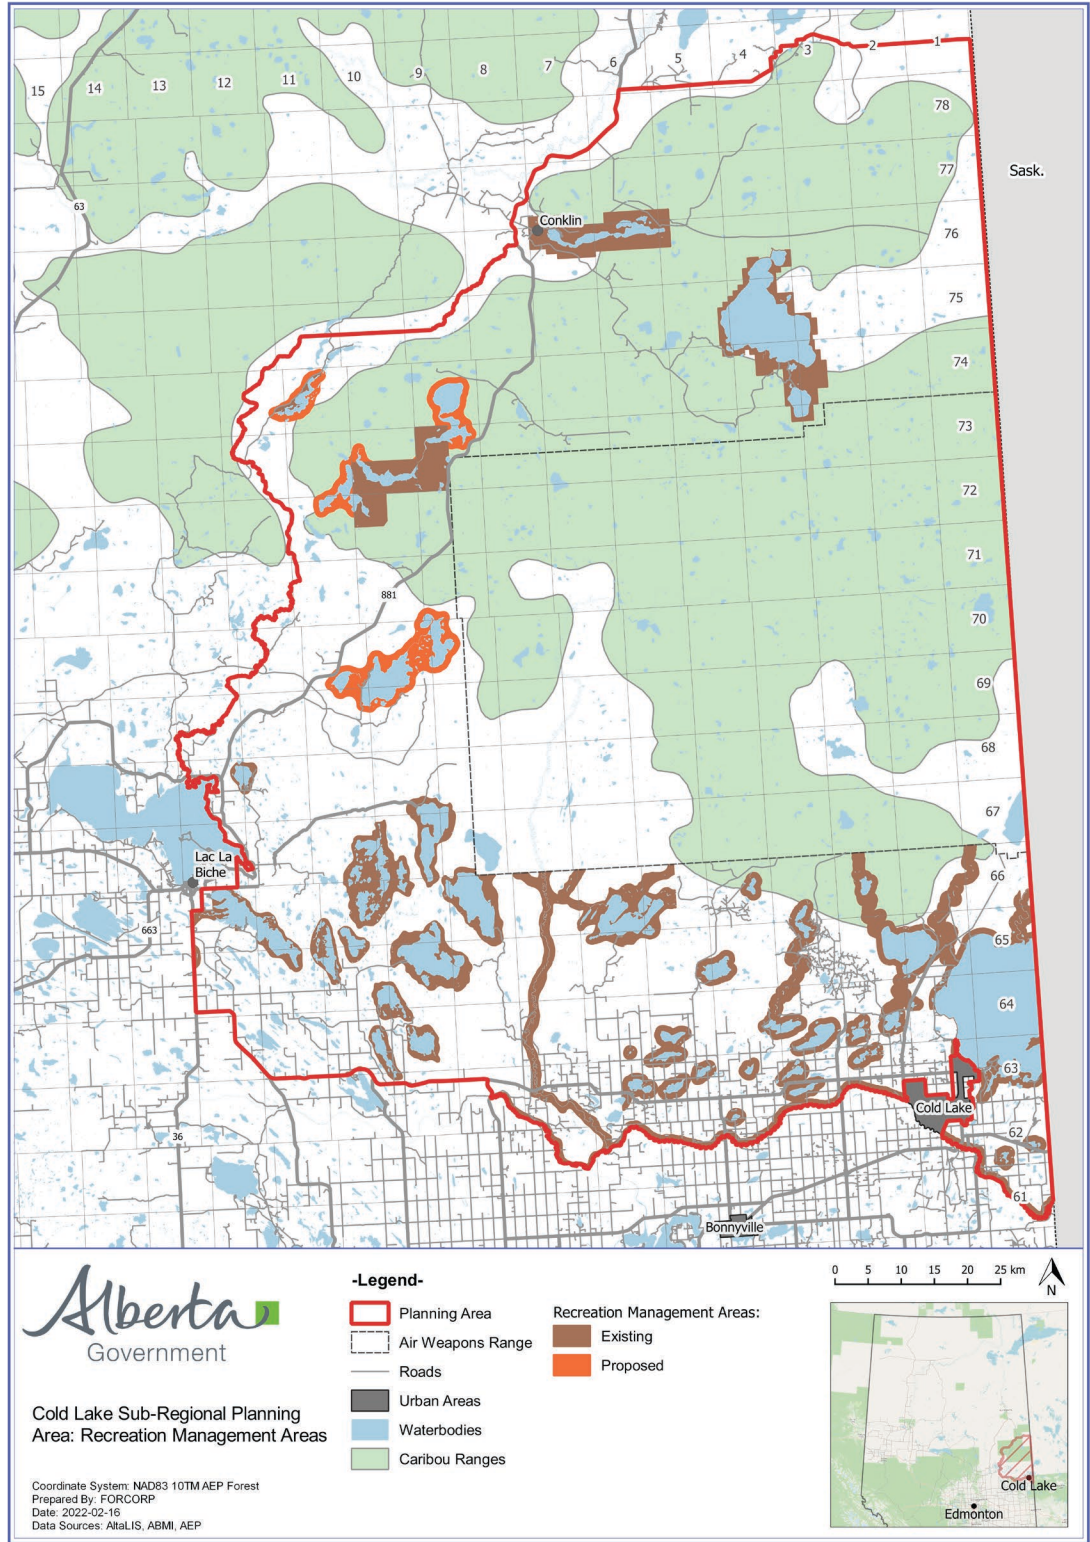 15
14
13
12
11
10
9
8
7
6
5
4
3
2
1
78
77
Sask.
63
Conklin
76
75
74
73
72
71
881
70
69
68
67
Lac La
Biche
66
663
65
64
63
Cold Lake
62
36
61
Bonnyville
Alberta
Government
Cold Lake Sub-Regional Planning
Area: Recreation Management Areas
Coordinate System: NAD83 10TM AEP Forest
Prepared By: FORCORP
Date: 2022-02-16
Data Sources: AltaLIS, ABMI, AEP
-Legend-
Planning Area
Air Weapons Range
Roads
Urban Areas
Waterbodies
Caribou Ranges
Recreation Management Areas:
Existing
Proposed
0 5 10 15 20 25 km
N
Cold Lake
Edmonton